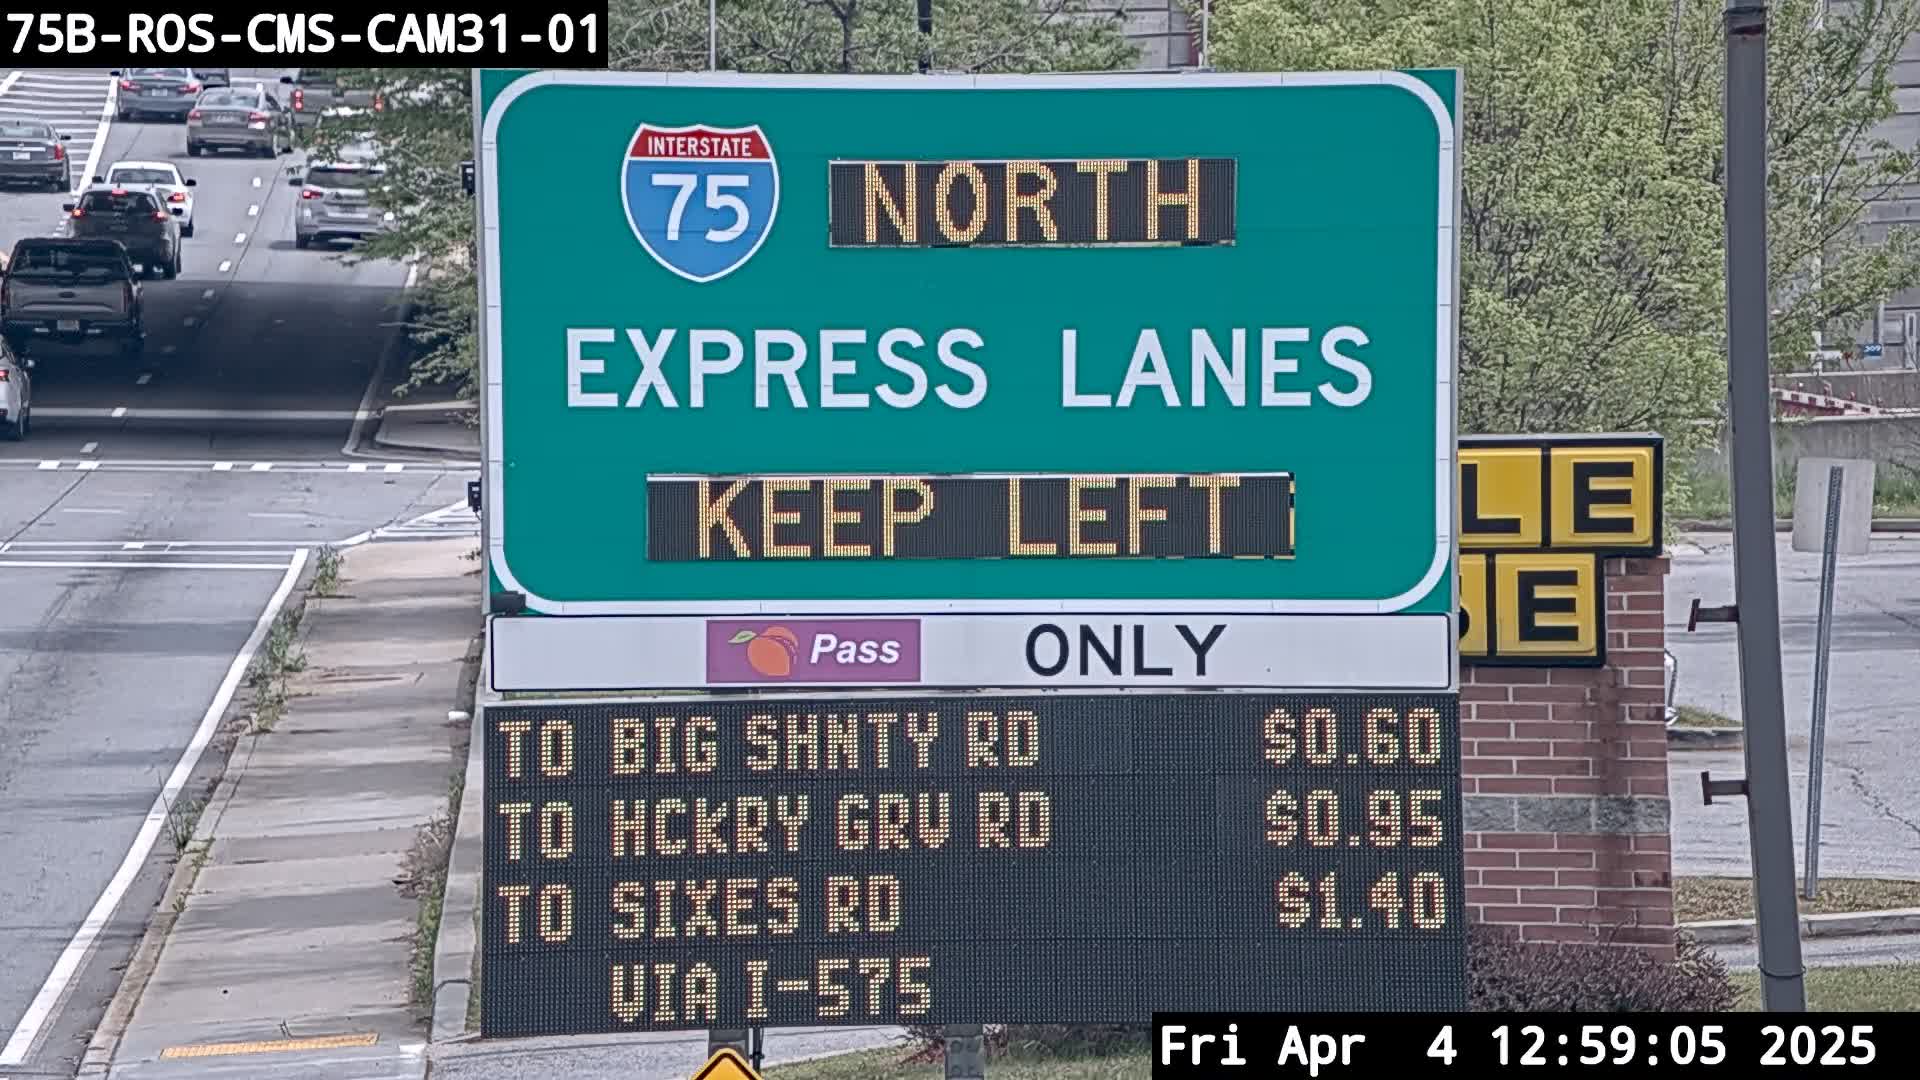 75B-ROS-CMS-CAM31-01
INTERSTATE
75
NORTH
EXPRESS LANES
KEEP LEFT
LE
E
Pass ONLY
TO BIG SHNTY RD $0.60
TO HCKRY GRV RD $0.95
TO SIXES RD $1.40
VIA I-575
Fri Apr 4 12:59:05 2025